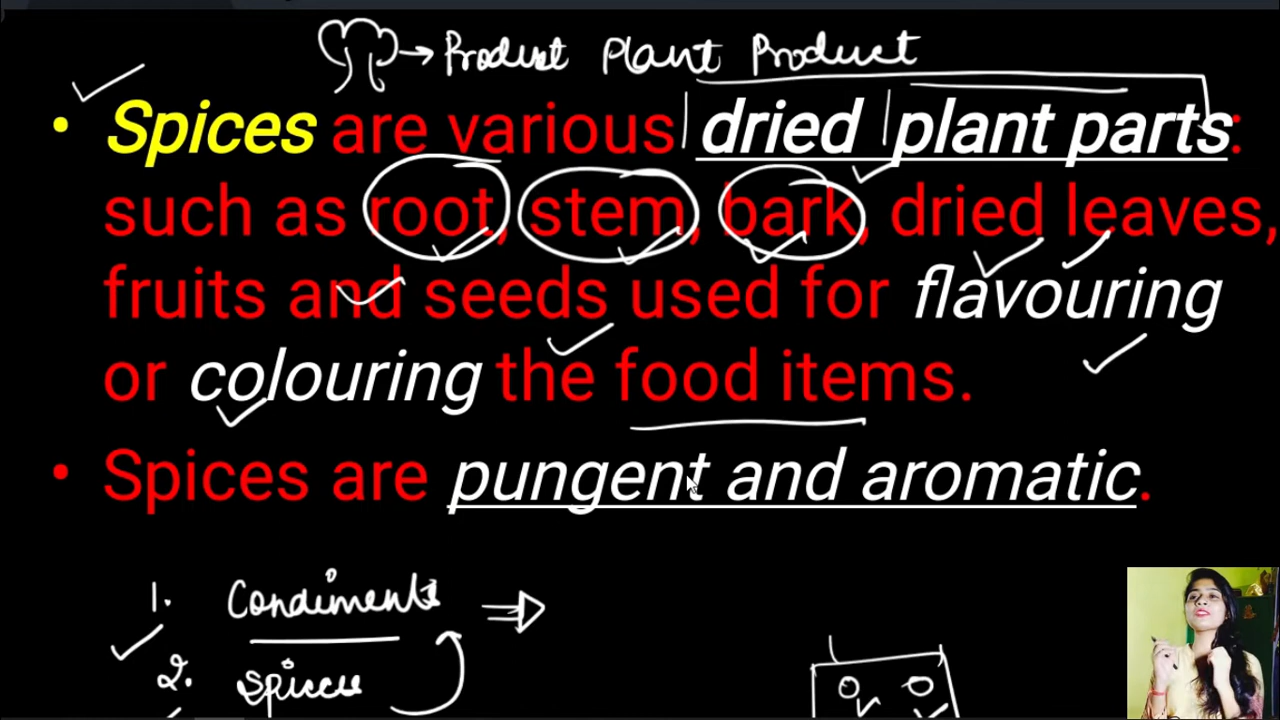 Product Plant Product
• Spices are various dried plant parts:
such as root, stem, bark, dried leaves,
fruits and seeds used for flavouring
or colouring the food items.
• Spices are pungent and aromatic.
1. Condiments
2. Spices